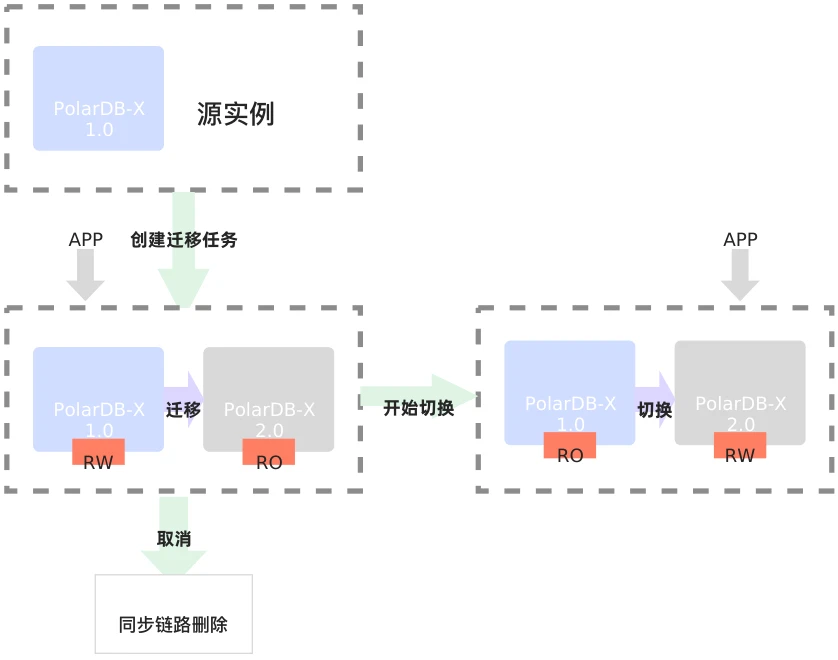 PolarDB-X
1.0
源实例
创建迁移任务
APP
APP
PolarDB-X
1.0
RW
迁移
PolarDB-X
2.0
RO
开始切换
PolarDB-X
1.0
RO
切换
PolarDB-X
2.0
RW
取消
同步链路删除